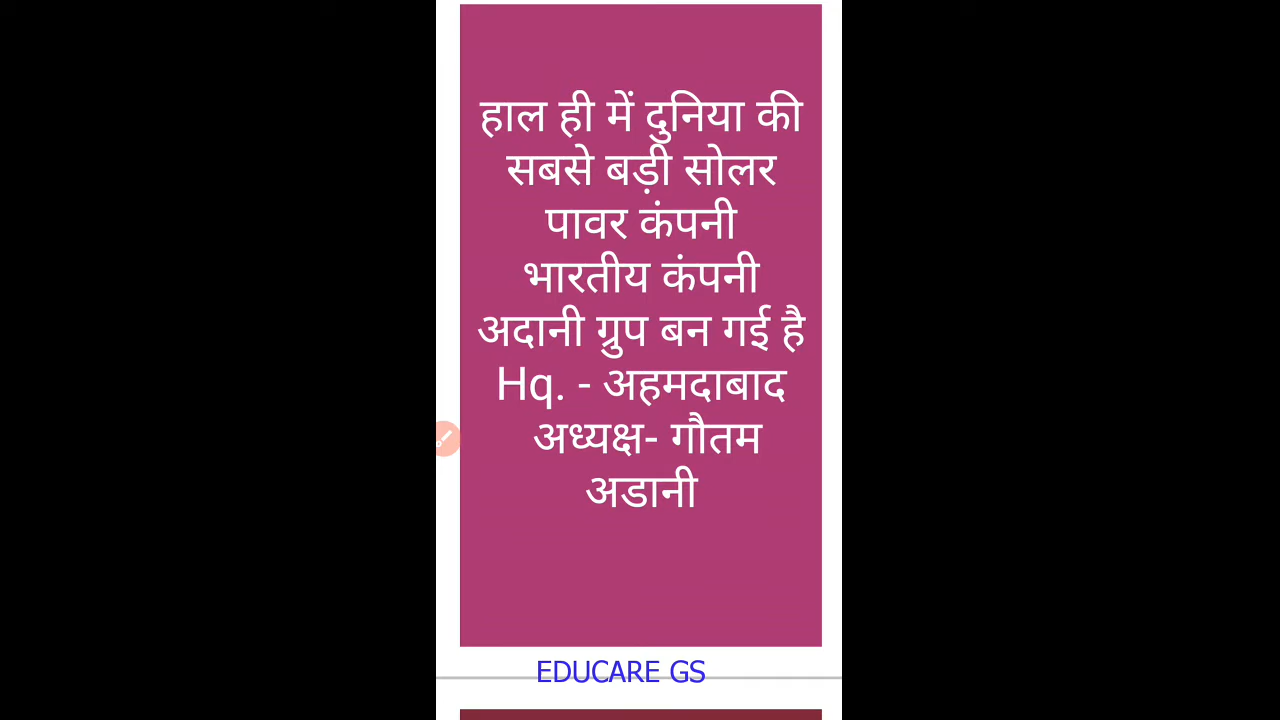 हाल ही में दुनिया की
सबसे बड़ी सोलर
पावर कंपनी
भारतीय कंपनी
अदानी ग्रुप बन गई है
Hq. - अहमदाबाद
अध्यक्ष- गौतम
अडानी
EDUCARE GS